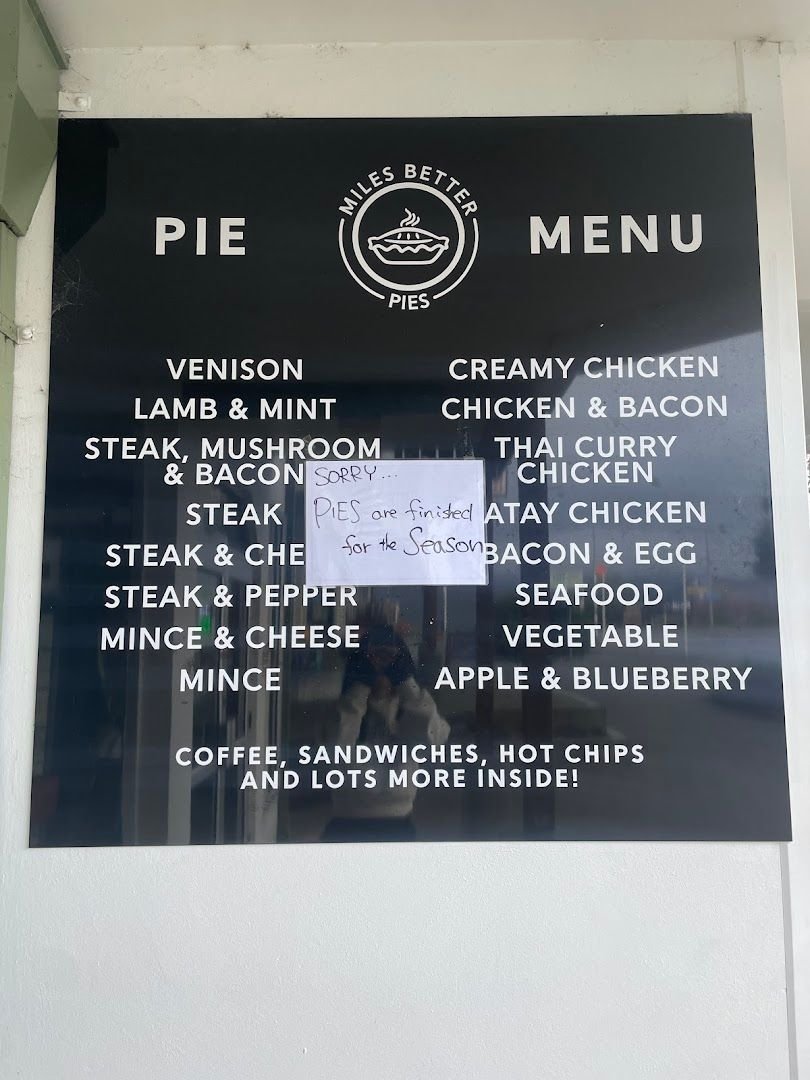 MILES BETTER
PIES
PIE MENU
VENISON
LAMB & MINT
STEAK, MUSHROOM
& BACON
STEAK
STEAK & CHE
STEAK & PEPPER
MINCE & CHEESE
MINCE
CREAMY CHICKEN
CHICKEN & BACON
THAI CURRY
CHICKEN
ATAY CHICKEN
BACON & EGG
SEAFOOD
VEGETABLE
APPLE & BLUEBERRY
SORRY...
PIES are finished
for the Season
COFFEE, SANDWICHES, HOT CHIPS
AND LOTS MORE INSIDE!